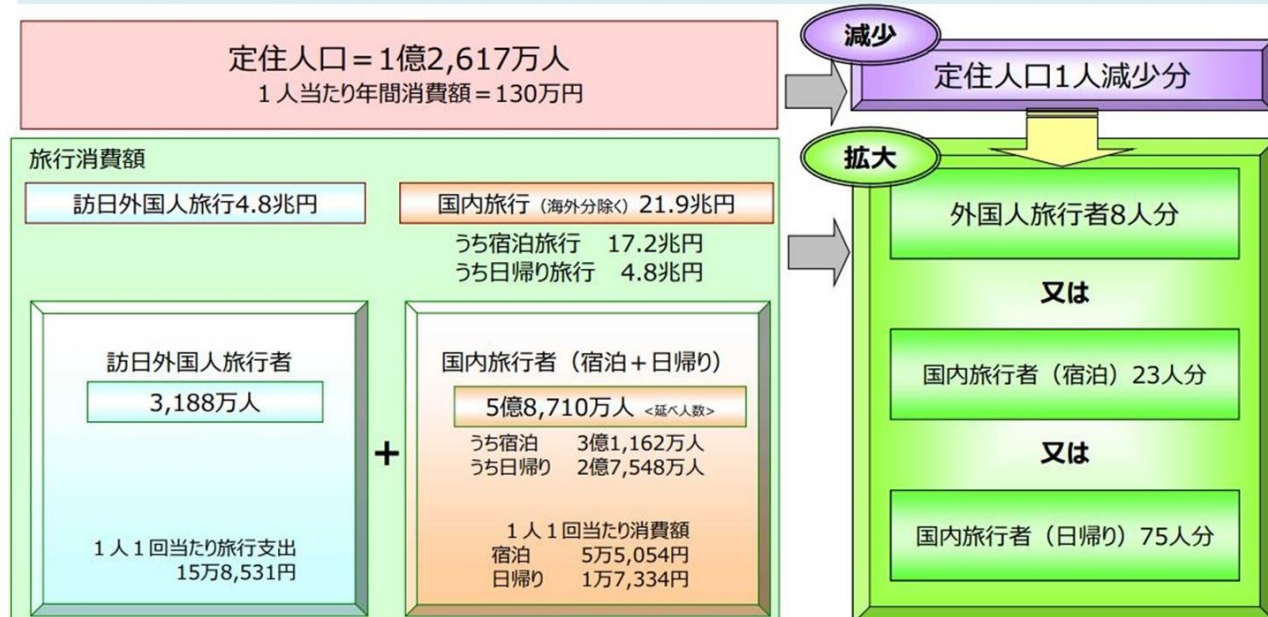 定住人口＝1億2,617万人
１人当たり年間消費額＝130万円
減少
定住人口1人減少分
旅行消費額
訪日外国人旅行4.8兆円
国内旅行（海外分除く）21.9兆円
うち宿泊旅行　17.2兆円
うち日帰り旅行　4.8兆円
訪日外国人旅行者
3,188万人
１人１回当たり旅行支出
15万8,531円
+
国内旅行者（宿泊＋日帰り）
5億8,710万人 <延べ人数>
うち宿泊　3億1,162万人
うち日帰り　2億7,548万人
１人１回当たり消費額
宿泊　5万5,054円
日帰り　1万7,334円
拡大
外国人旅行者8人分
又は
国内旅行者（宿泊）23人分
又は
国内旅行者（日帰り）75人分